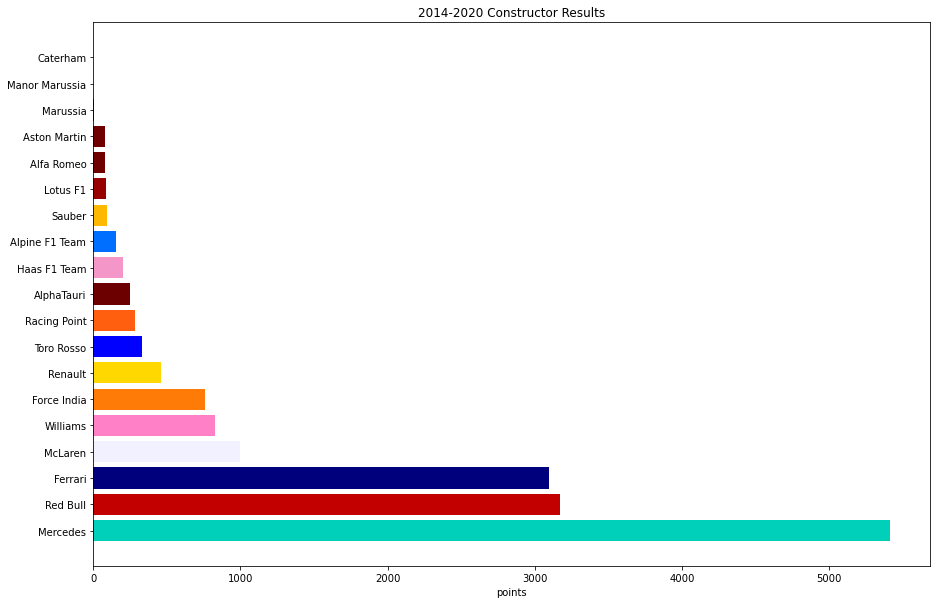 2014-2020 Constructor Results
Caterham
Manor Marussia
Marussia
Aston Martin
Alfa Romeo
Lotus F1
Sauber
Alpine F1 Team
Haas F1 Team
AlphaTauri
Racing Point
Toro Rosso
Renault
Force India
Williams
McLaren
Ferrari
Red Bull
Mercedes
0 1000 2000 3000 4000 5000
points